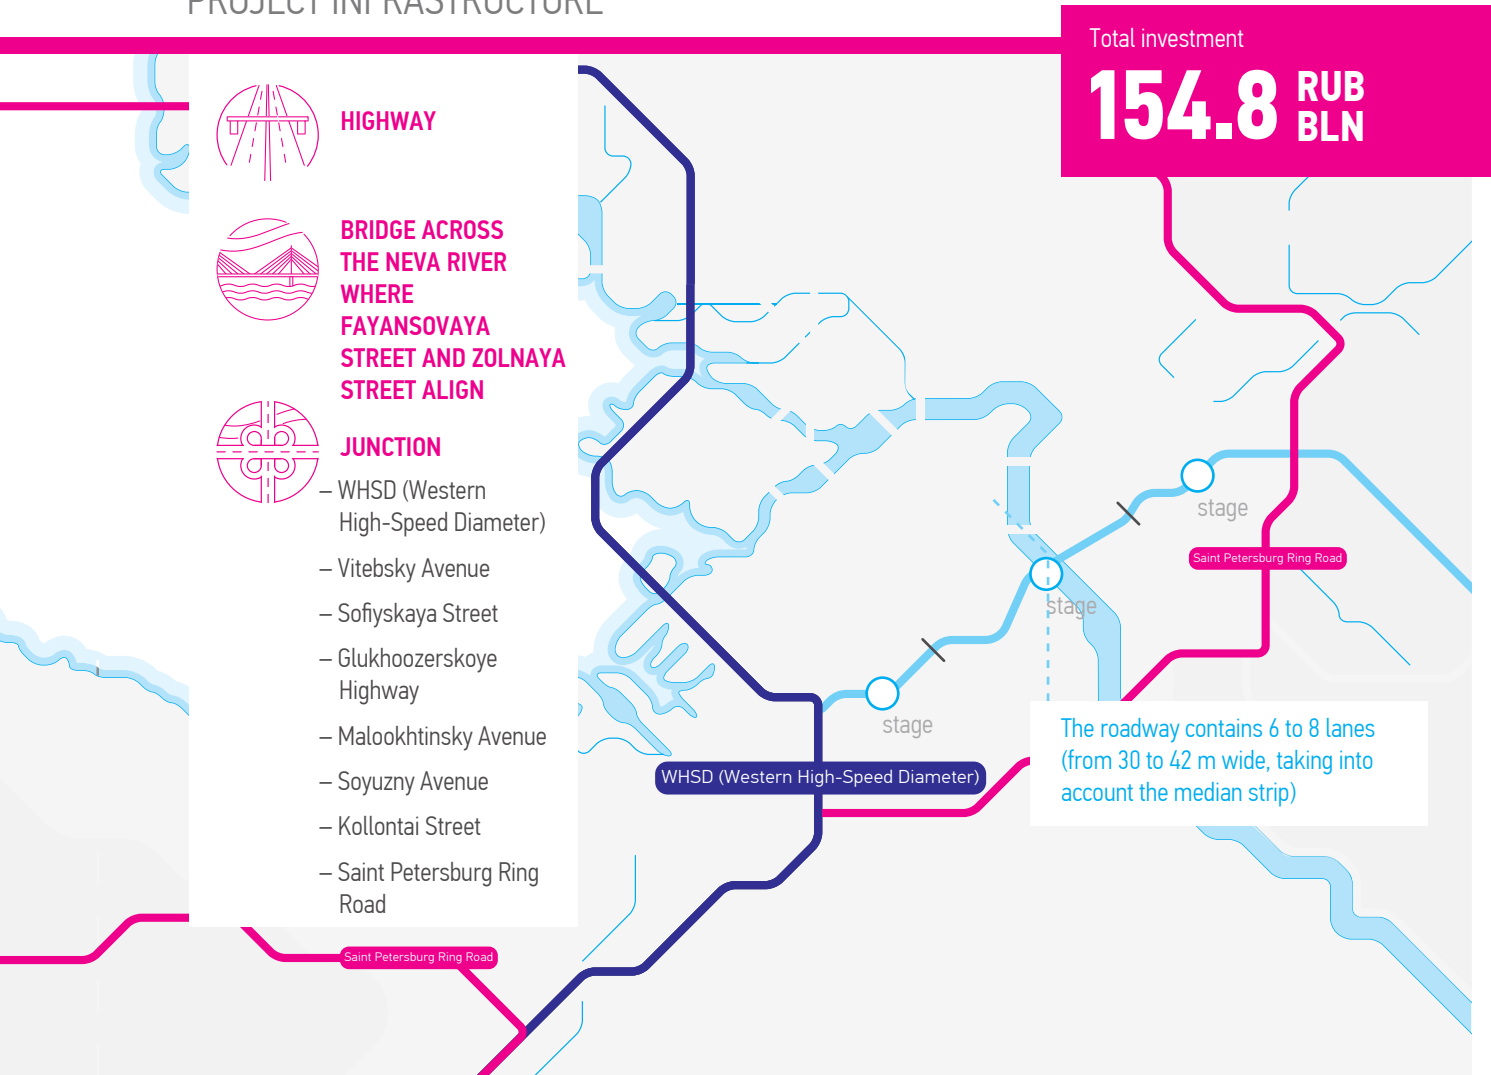 PROJECT INFRASTRUCTURE
Total investment
154.8 RUB BLN
HIGHWAY
BRIDGE ACROSS
THE NEVA RIVER
WHERE
FAYANSOVAYA
STREET AND ZOLNAYA
STREET ALIGN
JUNCTION
– WHSD (Western
High-Speed Diameter)
– Vitebsky Avenue
– Sofiyskaya Street
– Glukhoozerskoye
Highway
– Malookhtinsky Avenue
– Soyuzny Avenue
– Kollontai Street
– Saint Petersburg Ring
Road
stage
Saint Petersburg Ring Road
stage
stage
WHSD (Western High-Speed Diameter)
The roadway contains 6 to 8 lanes
(from 30 to 42 m wide, taking into
account the median strip)
Saint Petersburg Ring Road